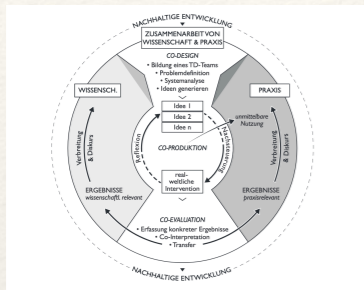 NACHHALTIGE ENTWICKLUNG
ZUSAMMENARBEIT VON
WISSENSCHAFT & PRAXIS
CO-DESIGN
• Bildung eines TD-Teams
• Problemdefinition
• Systemanalyse
• Ideen generieren
WISSENSCH.
PRAXIS
Idee 1
Idee 2
Idee n
unmittelbare
Nutzung
Verbreitung
& Diskurs
Reflexion
CO-PRODUKTION
Nachsteuerung
Verbreitung
& Diskurs
real-
weltliche
Intervention
ERGEBNISSE
wissenschaftl. relevant
ERGEBNISSE
praxisrelevant
CO-EVALUATION
• Erfassung konkreter Ergebnisse
• Co-Interpretation
• Transfer
NACHHALTIGE ENTWICKLUNG